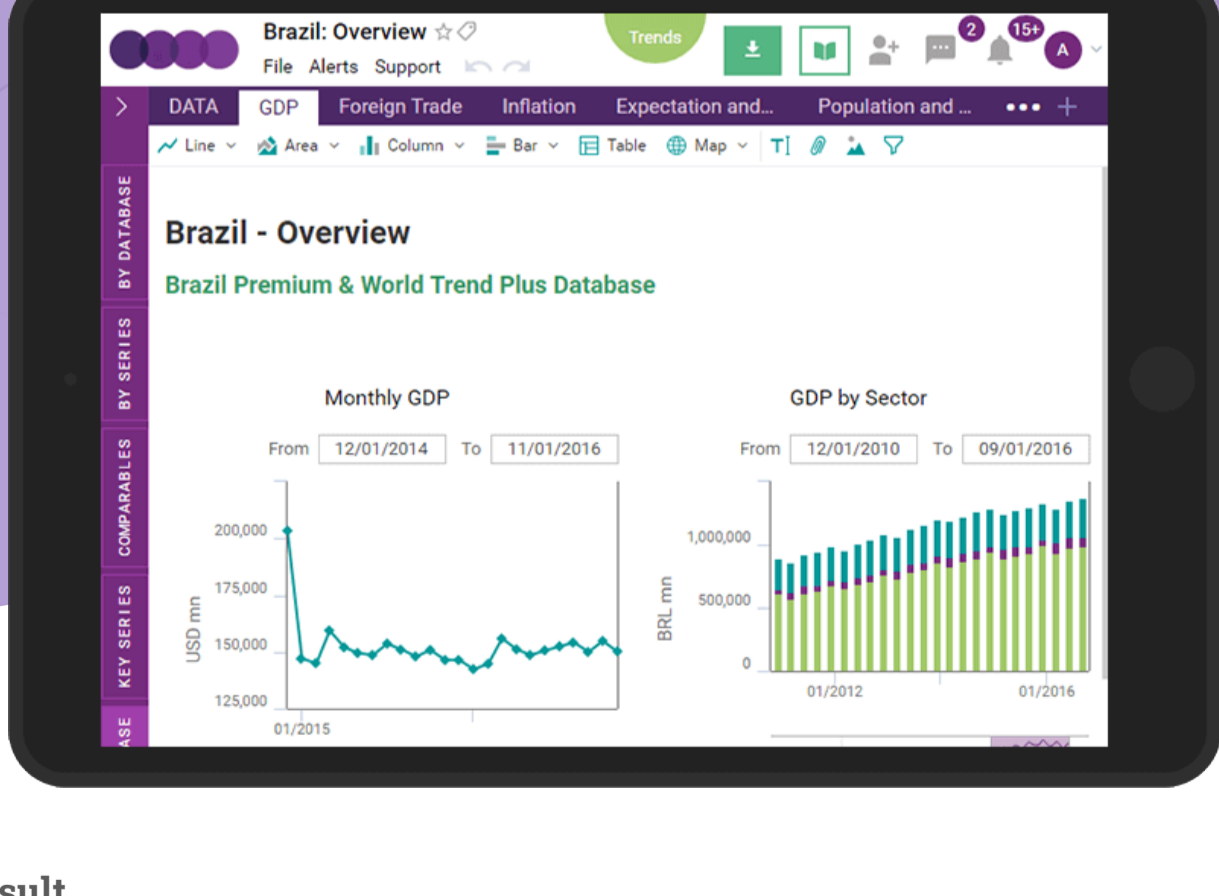 Brazil: Overview
Trends
2
15+
A
File Alerts Support
DATA GDP Foreign Trade Inflation Expectation and... Population and ...
Line Area Column Bar Table Map
BY DATABASE
BY SERIES
COMPARABLES
KEY SERIES
ASE
Brazil - Overview
Brazil Premium & World Trend Plus Database
Monthly GDP
From 12/01/2014 To 11/01/2016
200,000
175,000
150,000
125,000
USD mn
01/2015
GDP by Sector
From 12/01/2010 To 09/01/2016
1,000,000
500,000
0
BRL mn
01/2012 01/2016
sult